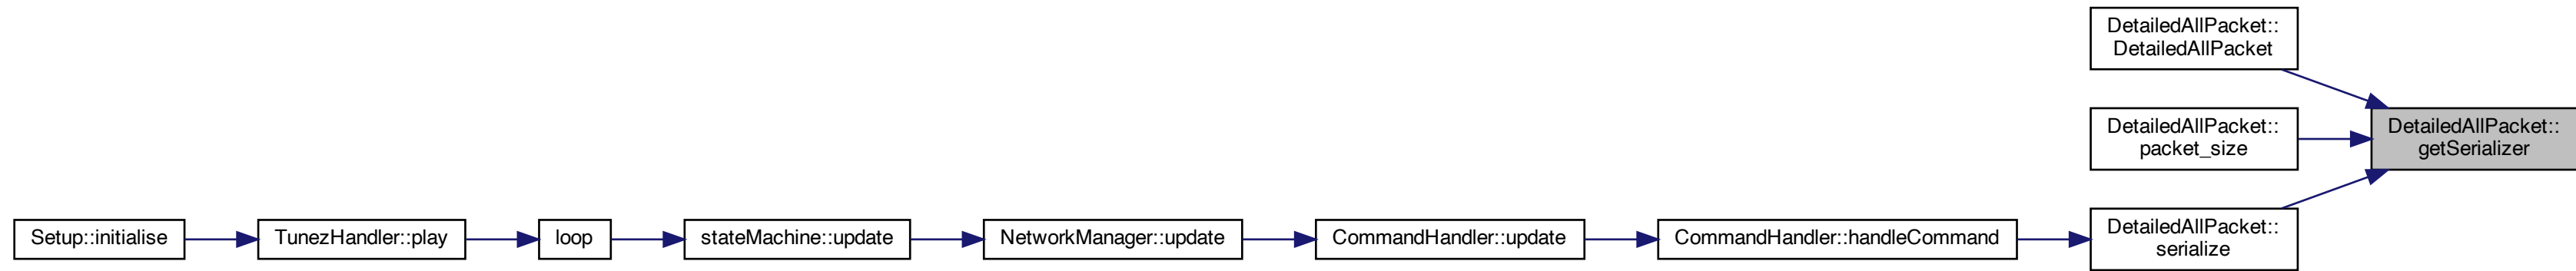 DetailedAllPacket::
DetailedAllPacket
DetailedAllPacket::
packet_size
DetailedAllPacket::
getSerializer
Setup::initialise
TunezHandler::play
loop
stateMachine::update
NetworkManager::update
CommandHandler::update
CommandHandler::handleCommand
DetailedAllPacket::
serialize